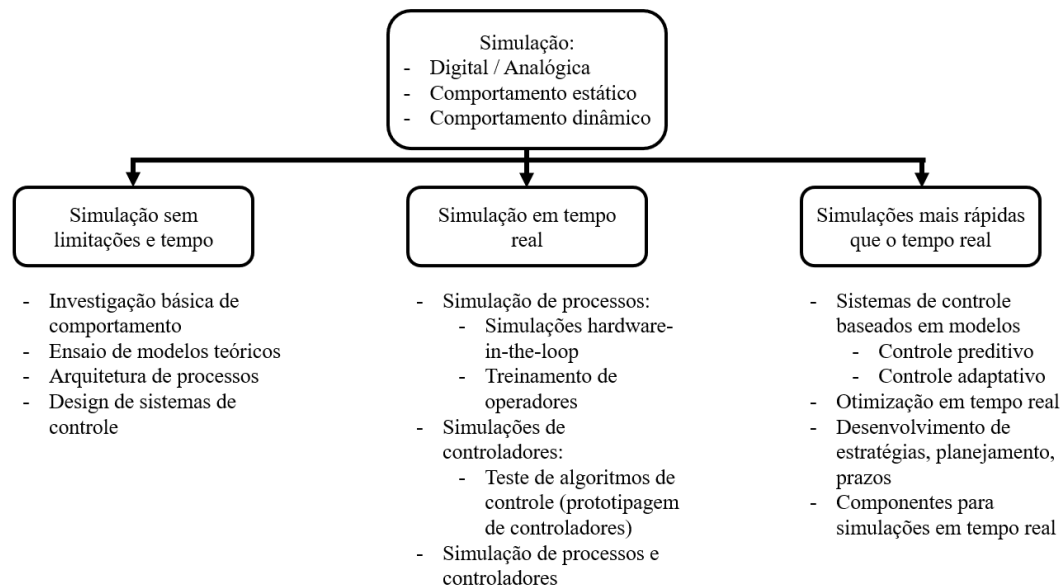 Simulação:
- Digital / Analógica
- Comportamento estático
- Comportamento dinâmico
Simulação sem
limitações e tempo
Simulação em tempo
real
Simulações mais rápidas
que o tempo real
- Investigação básica de
comportamento
- Ensaio de modelos teóricos
- Arquitetura de processos
- Design de sistemas de
controle
- Simulação de processos:
- Simulações hardware-
in-the-loop
- Treinamento de
operadores
- Simulações de
controladores:
- Teste de algoritmos de
controle (prototipagem
de controladores)
- Simulação de processos e
controladores
- Sistemas de controle
baseados em modelos
- Controle preditivo
- Controle adaptativo
- Otimização em tempo real
- Desenvolvimento de
estratégias, planejamento,
prazos
- Componentes para
simulações em tempo real